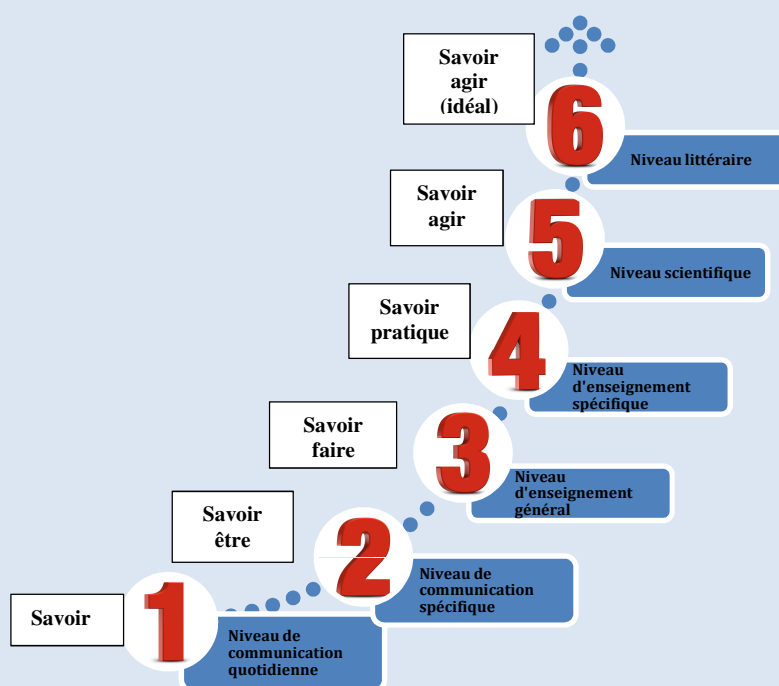 Savoir
agir
(idéal)
6
Niveau littéraire
Savoir
agir
5
Niveau scientifique
Savoir
pratique
4
Niveau
d'enseignement
spécifique
Savoir
faire
3
Niveau
d'enseignement
général
Savoir
être
2
Niveau de
communication
spécifique
Savoir
1
Niveau de
communication
quotidienne